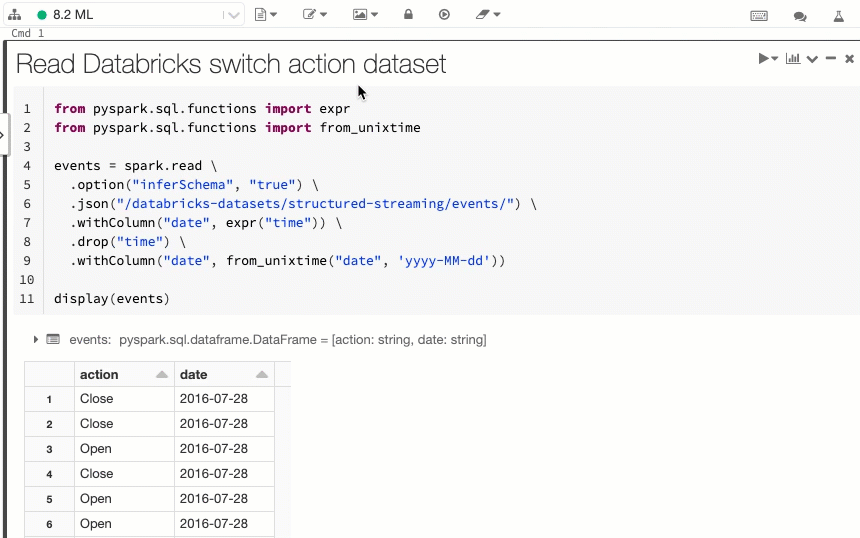 8.2 ML
Cmd 1
Read Databricks switch action dataset
1 from pyspark.sql.functions import expr
2 from pyspark.sql.functions import from_unixtime
3
4 events = spark.read \
5 .option("inferSchema", "true") \
6 .json("/databricks-datasets/structured-streaming/events/") \
7 .withColumn("date", expr("time")) \
8 .drop("time") \
9 .withColumn("date", from_unixtime("date", 'yyyy-MM-dd'))
10
11 display(events)
events: pyspark.sql.dataframe.DataFrame = [action: string, date: string]
action date
1 Close 2016-07-28
2 Close 2016-07-28
3 Open 2016-07-28
4 Close 2016-07-28
5 Open 2016-07-28
6 Open 2016-07-28